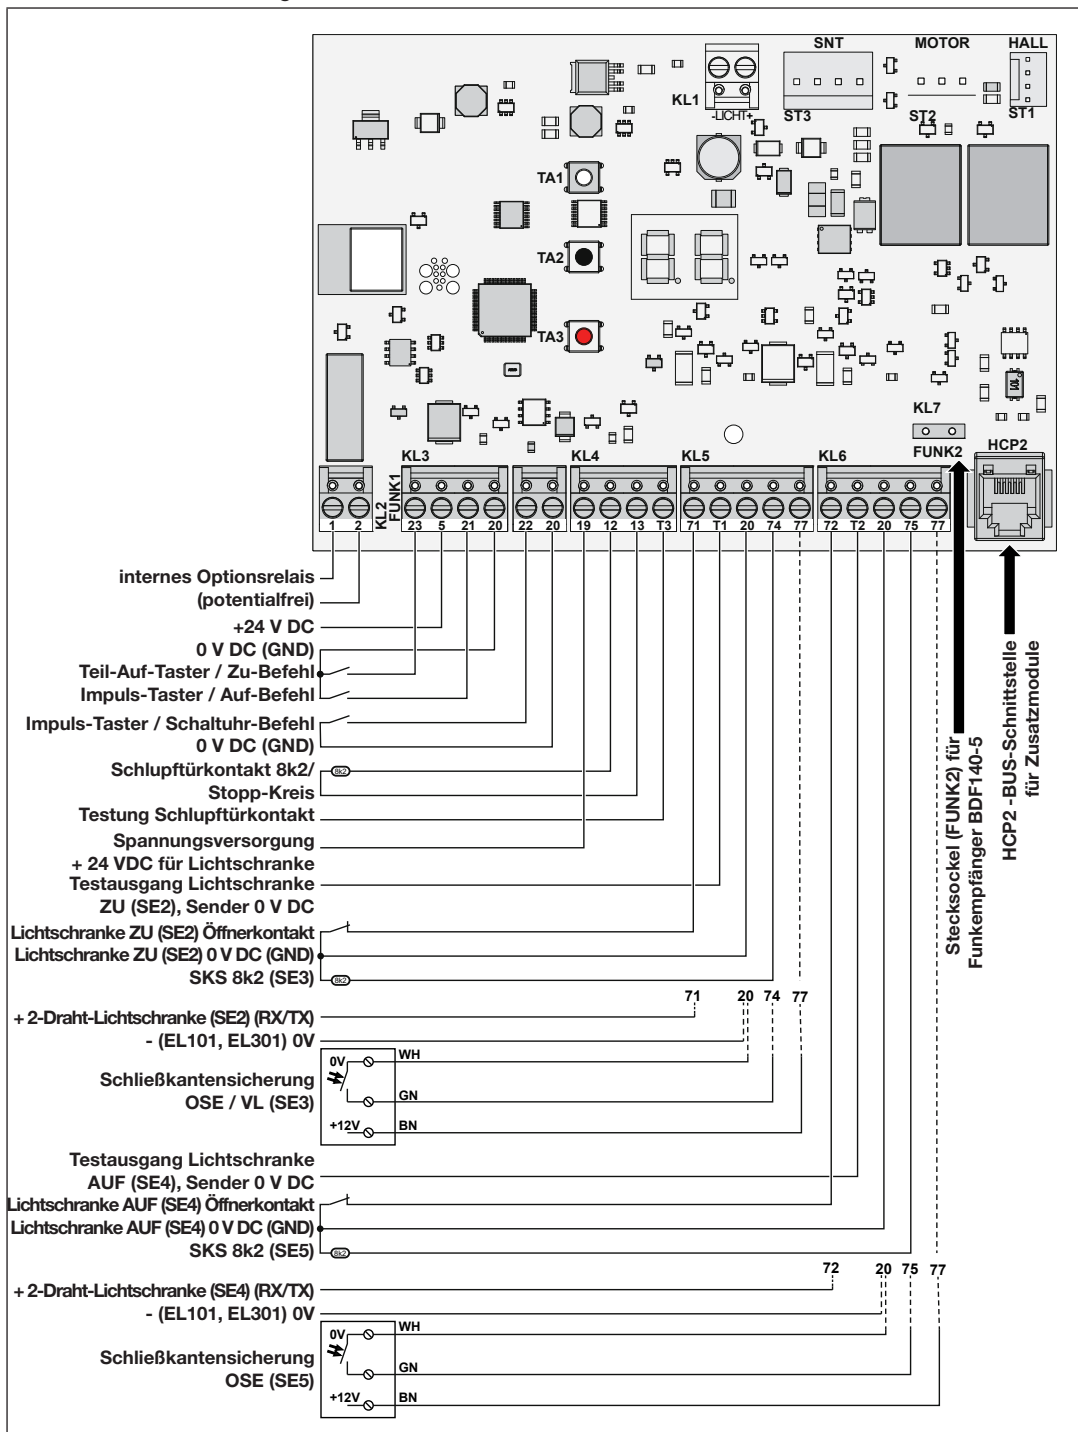 SNT
MOTOR
HALL
KL1
-LICHT+
ST3
ST2
ST1
TA1
TA2
TA3
101
KL7
FUNK2
HCP2
KL2
FUNK1
KL3
KL4
KL5
KL6
1 2 23 5 21 20 22 20 19 12 13 T3 71 T1 20 74 77 72 T2 20 75 77
internes Optionsrelais
(potentialfrei)
+24 V DC
0 V DC (GND)
Teil-Auf-Taster / Zu-Befehl
Impuls-Taster / Auf-Befehl
Impuls-Taster / Schaltuhr-Befehl
0 V DC (GND)
Schlupftürkontakt 8k2/
8k2
Stopp-Kreis
Testung Schlupftürkontakt
Spannungsversorgung
+ 24 VDC für Lichtschranke
Testausgang Lichtschranke
ZU (SE2), Sender 0 V DC
Lichtschranke ZU (SE2) Öffnerkontakt
Lichtschranke ZU (SE2) 0 V DC (GND)
SKS 8k2 (SE3)
8k2
Stecksockel (FUNK2) für
Funkempfänger BDF140-5
HCP2 -BUS-Schnittstelle
für Zusatzmodule
71 20 74 77
+ 2-Draht-Lichtschranke (SE2) (RX/TX)
- (EL101, EL301) 0V
0V WH
Schließkantensicherung
OSE / VL (SE3)
GN
+12V BN
Testausgang Lichtschranke
AUF (SE4), Sender 0 V DC
Lichtschranke AUF (SE4) Öffnerkontakt
Lichtschranke AUF (SE4) 0 V DC (GND)
SKS 8k2 (SE5)
8k2
72 20 75 77
+ 2-Draht-Lichtschranke (SE4) (RX/TX)
- (EL101, EL301) 0V
0V WH
Schließkantensicherung
OSE (SE5)
GN
+12V BN